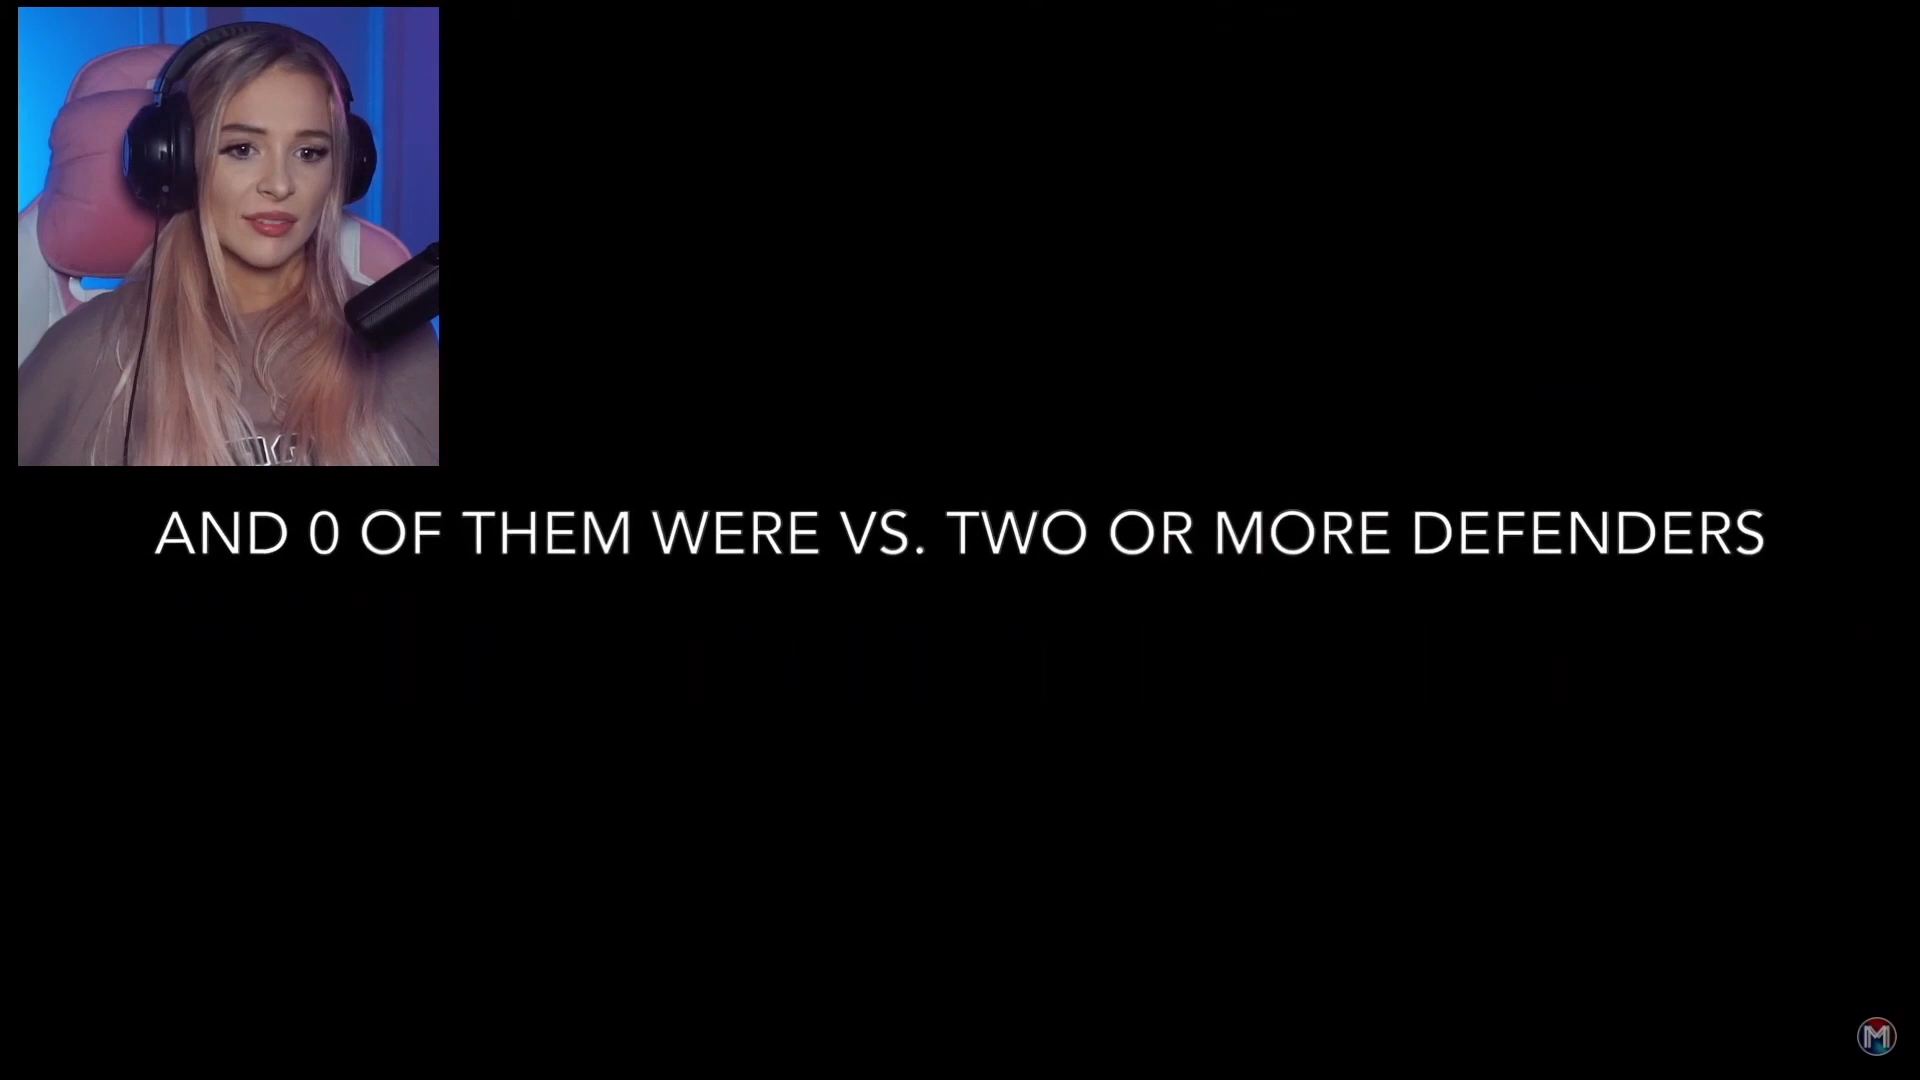 AND 0 OF THEM WERE VS. TWO OR MORE DEFENDERS
M